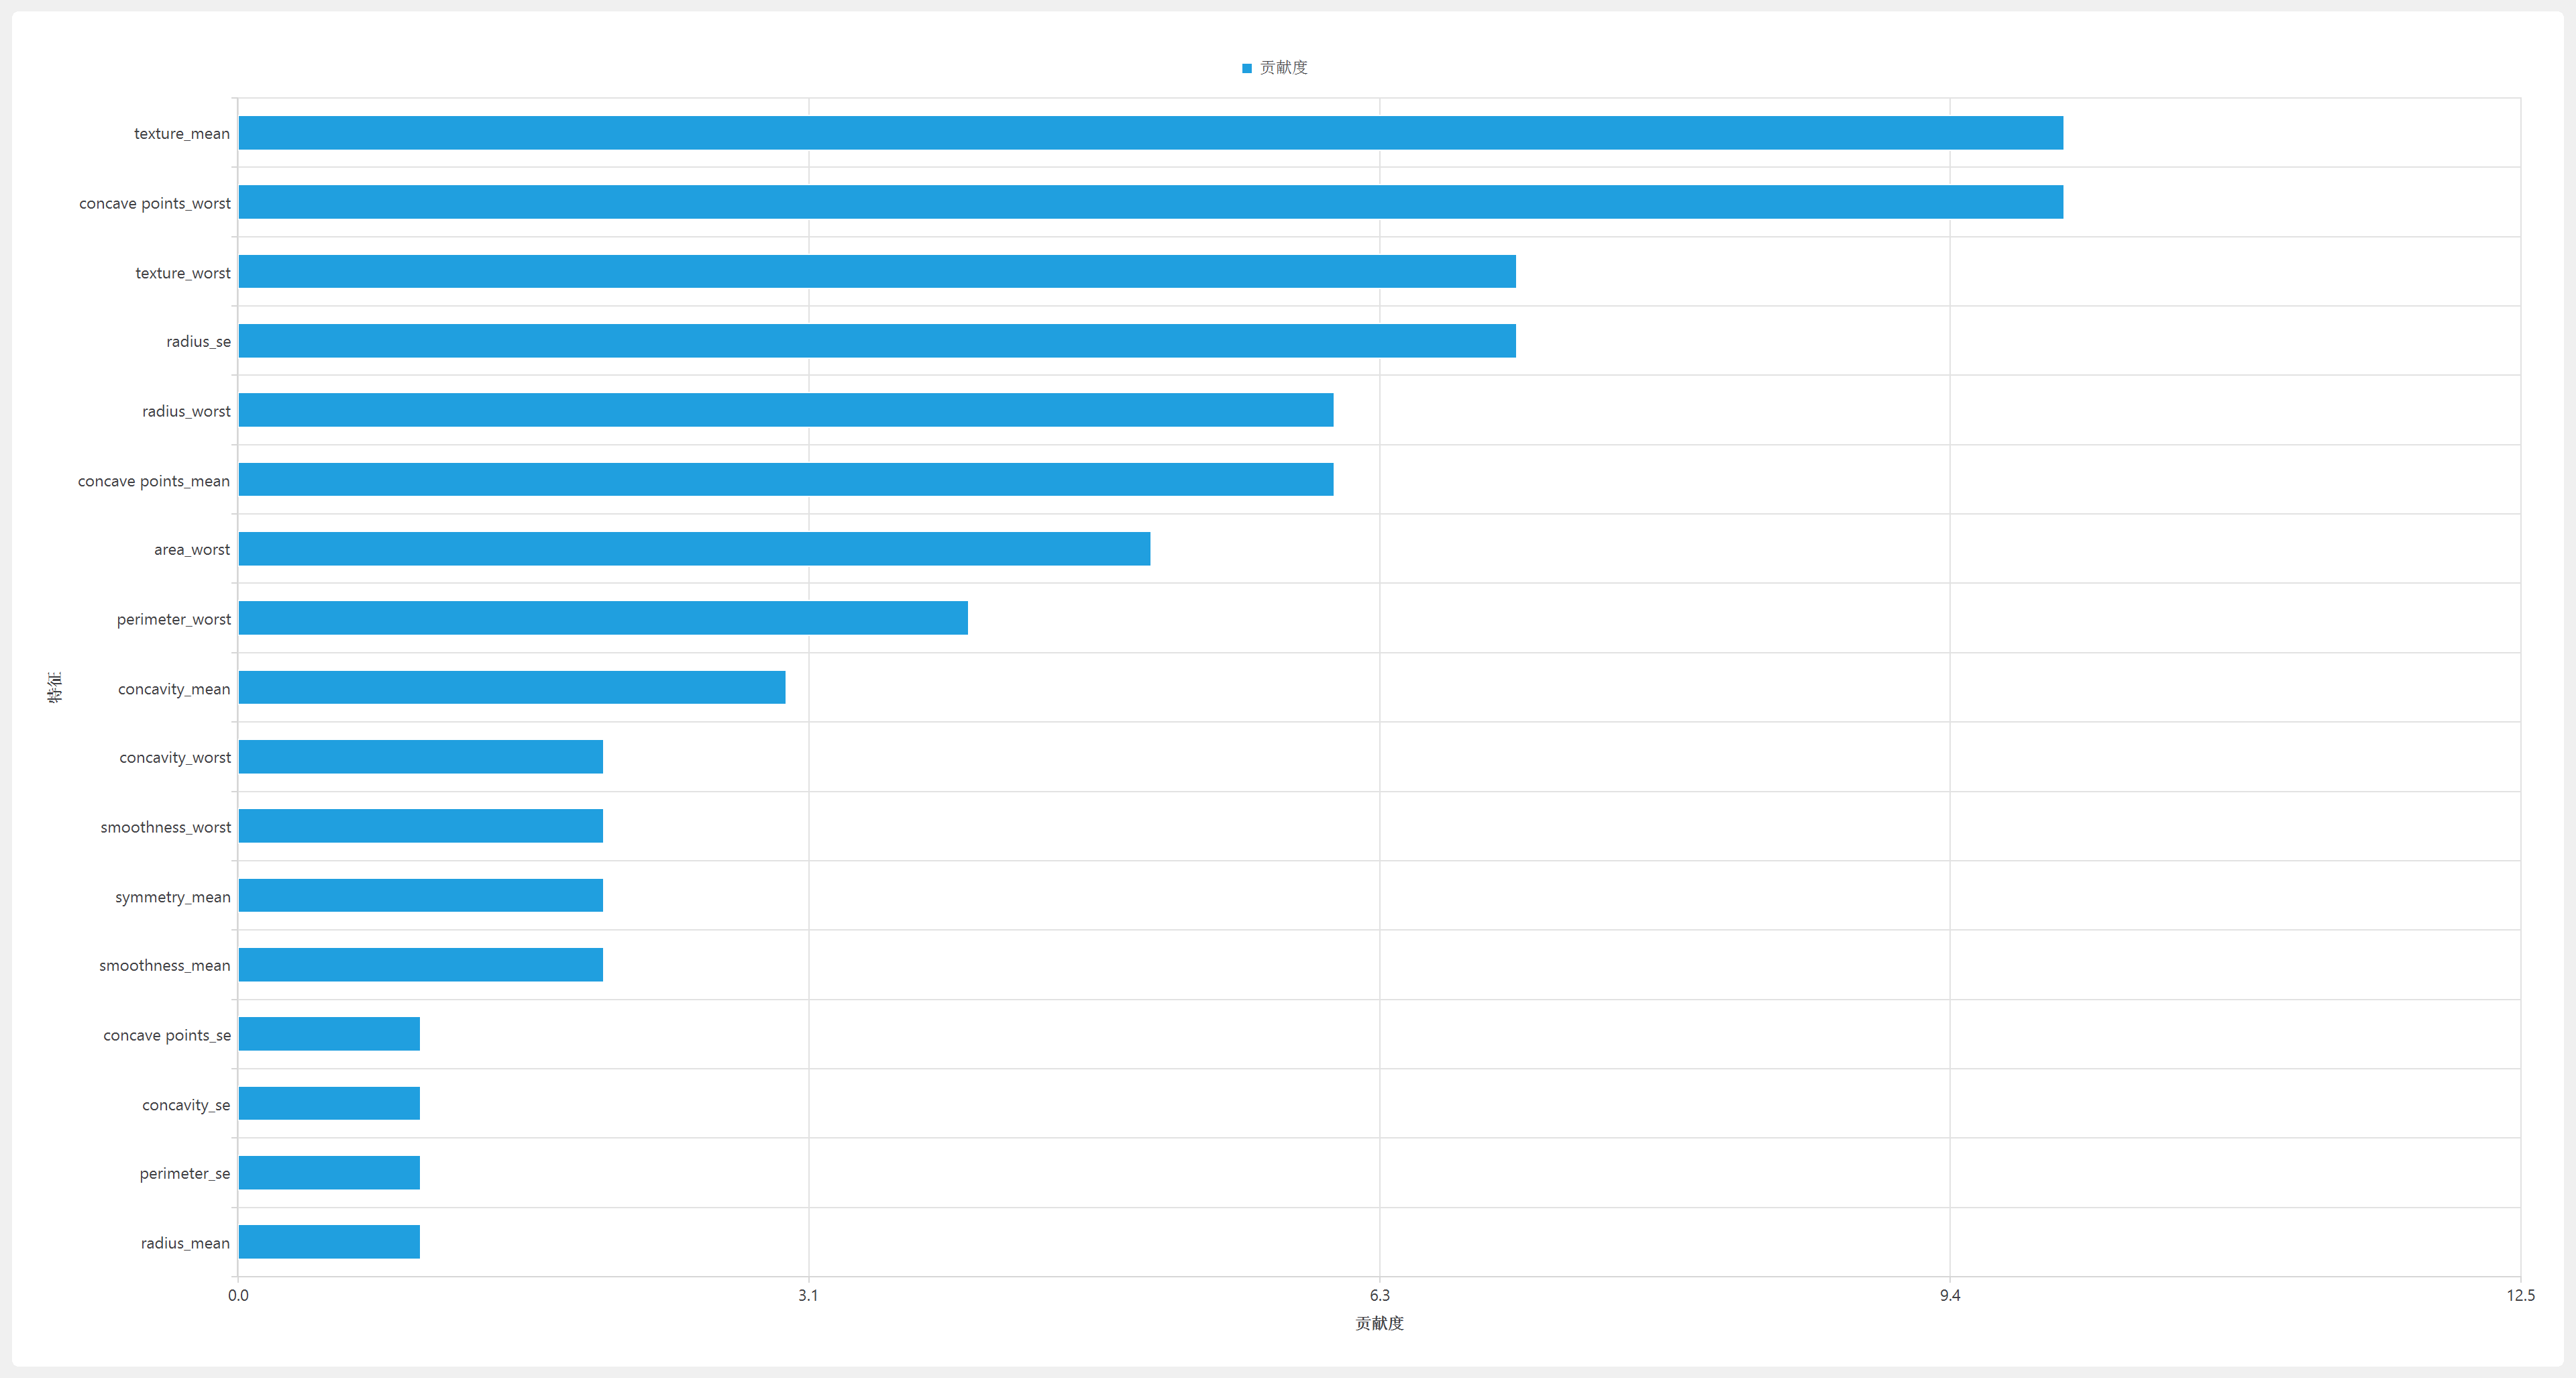 贡献度
texture_mean
concave points_worst
texture_worst
radius_se
radius_worst
concave points_mean
area_worst
perimeter_worst
concavity_mean
concavity_worst
smoothness_worst
symmetry_mean
smoothness_mean
concave points_se
concavity_se
perimeter_se
radius_mean
特征
0.0 3.1 6.3 9.4 12.5
贡献度